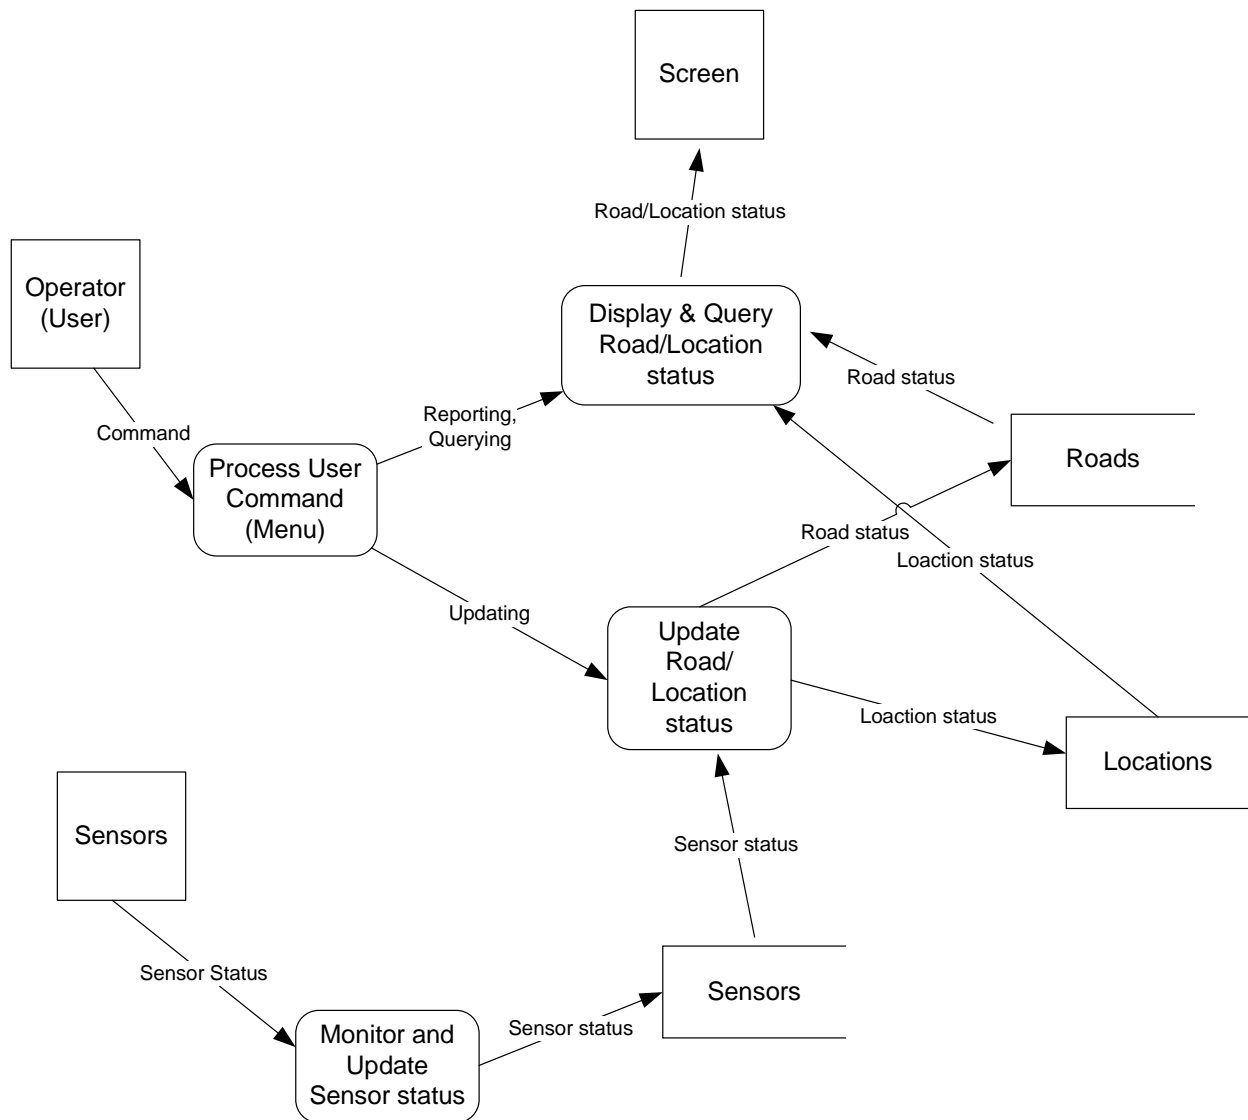 Screen
Road/Location status
Operator
(User)
Display & Query
Road/Location
status
Road status
Command
Reporting,
Querying
Roads
Process User
Command
(Menu)
Road status
Loaction status
Updating
Update
Road/
Location
status
Loaction status
Locations
Sensors
Sensor status
Sensor Status
Sensors
Sensor status
Monitor and
Update
Sensor status